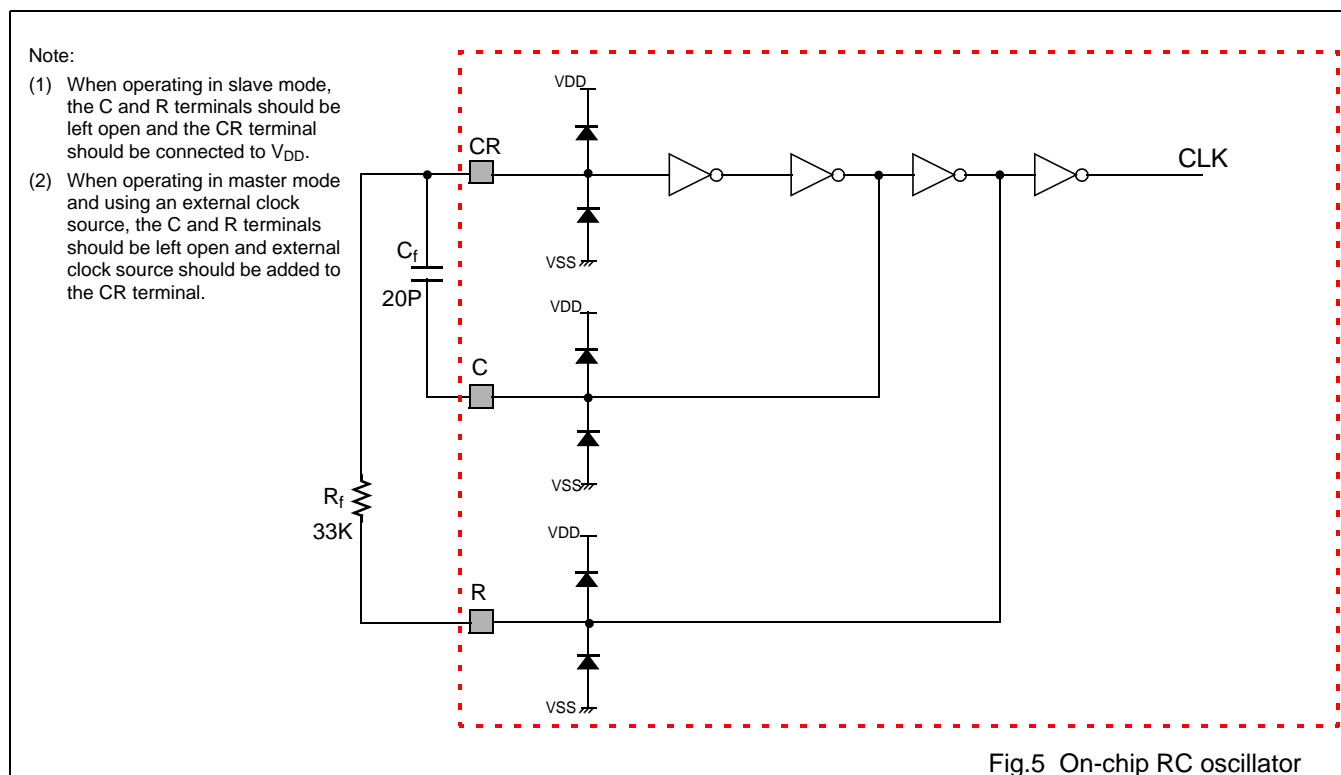 Note:
(1) When operating in slave mode,
the C and R terminals should be
left open and the CR terminal
should be connected to VDD.
(2) When operating in master mode
and using an external clock
source, the C and R terminals
should be left open and external
clock source should be added to
the CR terminal.
VDD
CR
CLK
VSS
Cf
20P
VDD
C
VSS
Rf
33K
VDD
R
VSS
Fig.5 On-chip RC oscillator